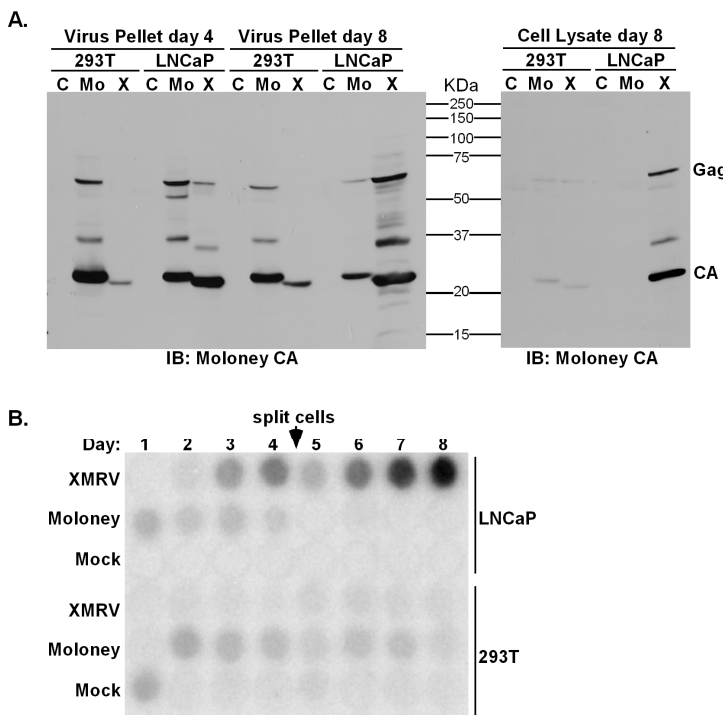 A.
Virus Pellet day 4 Virus Pellet day 8 Cell Lysate day 8
293T LNCaP 293T LNCaP 293T LNCaP
C Mo X C Mo X C Mo X C Mo X KDa C Mo X C Mo X
250
150
100
75
Gag
50
37
CA
20
15
IB: Moloney CA IB: Moloney CA
B.
split cells
Day: 1 2 3 4 5 6 7 8
XMRV
Moloney LNCaP
Mock
XMRV
Moloney 293T
Mock